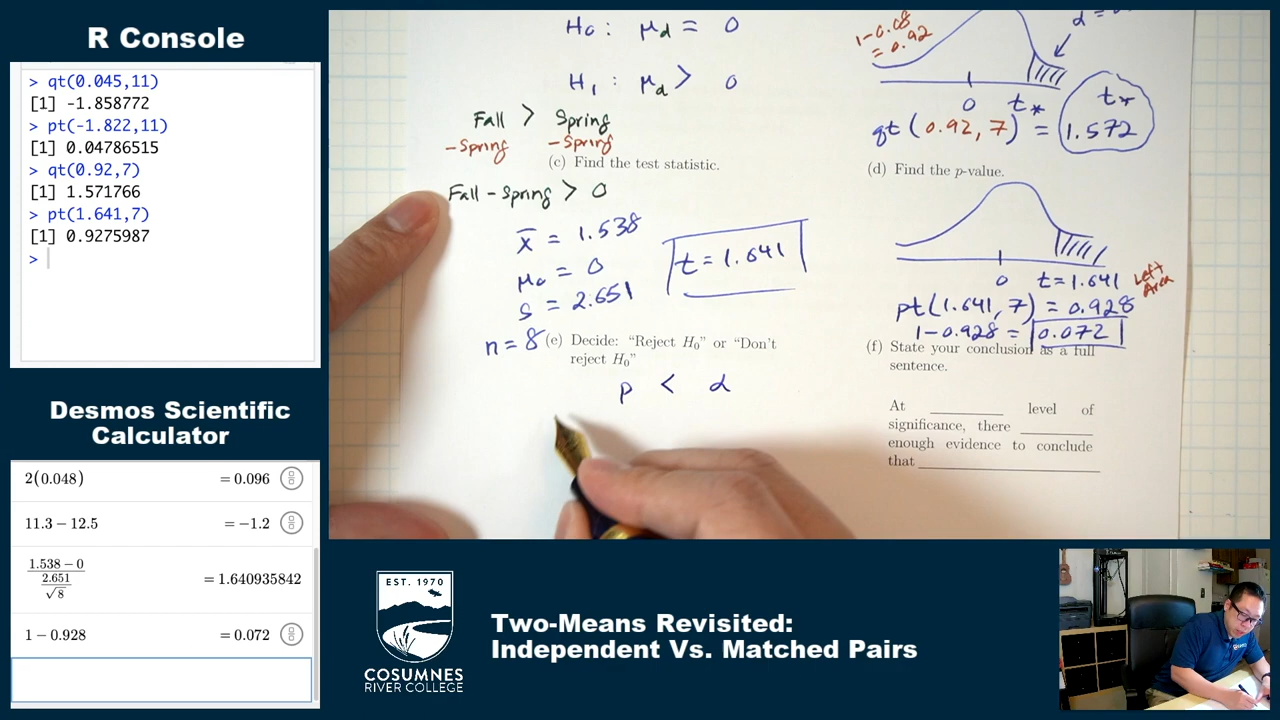 R Console
> qt(0.045,11)
[1] -1.858772
> pt(-1.822,11)
[1] 0.04786515
> qt(0.92,7)
[1] 1.571766
> pt(1.641,7)
[1] 0.9275987
>
Desmos Scientific
Calculator
2(0.048) = 0.096
11.3 − 12.5 = −1.2
(1.538 − 0) / (2.651 / √8) = 1.640935842
1 − 0.928 = 0.072
H₀ : μd = 0
H₁ : μd > 0
Fall > Spring
-Spring -Spring
(c) Find the test statistic.
Fall - Spring > 0
x̄ = 1.538
μ₀ = 0
s = 2.651
n = 8
t = 1.641
(e) Decide: “Reject H₀” or “Don’t
reject H₀”
p < α
1-0.08
= 0.92
0 t*
qt(0.92, 7) = 1.572
t*
(d) Find the p-value.
0 t = 1.641
Left
Area
pt(1.641, 7) = 0.928
1-0.928 = 0.072
(f) State your conclusion as a full
sentence.
At ________ level of
significance, there ________
enough evidence to conclude
that ________
EST. 1970
COSUMNES
RIVER COLLEGE
Two-Means Revisited:
Independent Vs. Matched Pairs